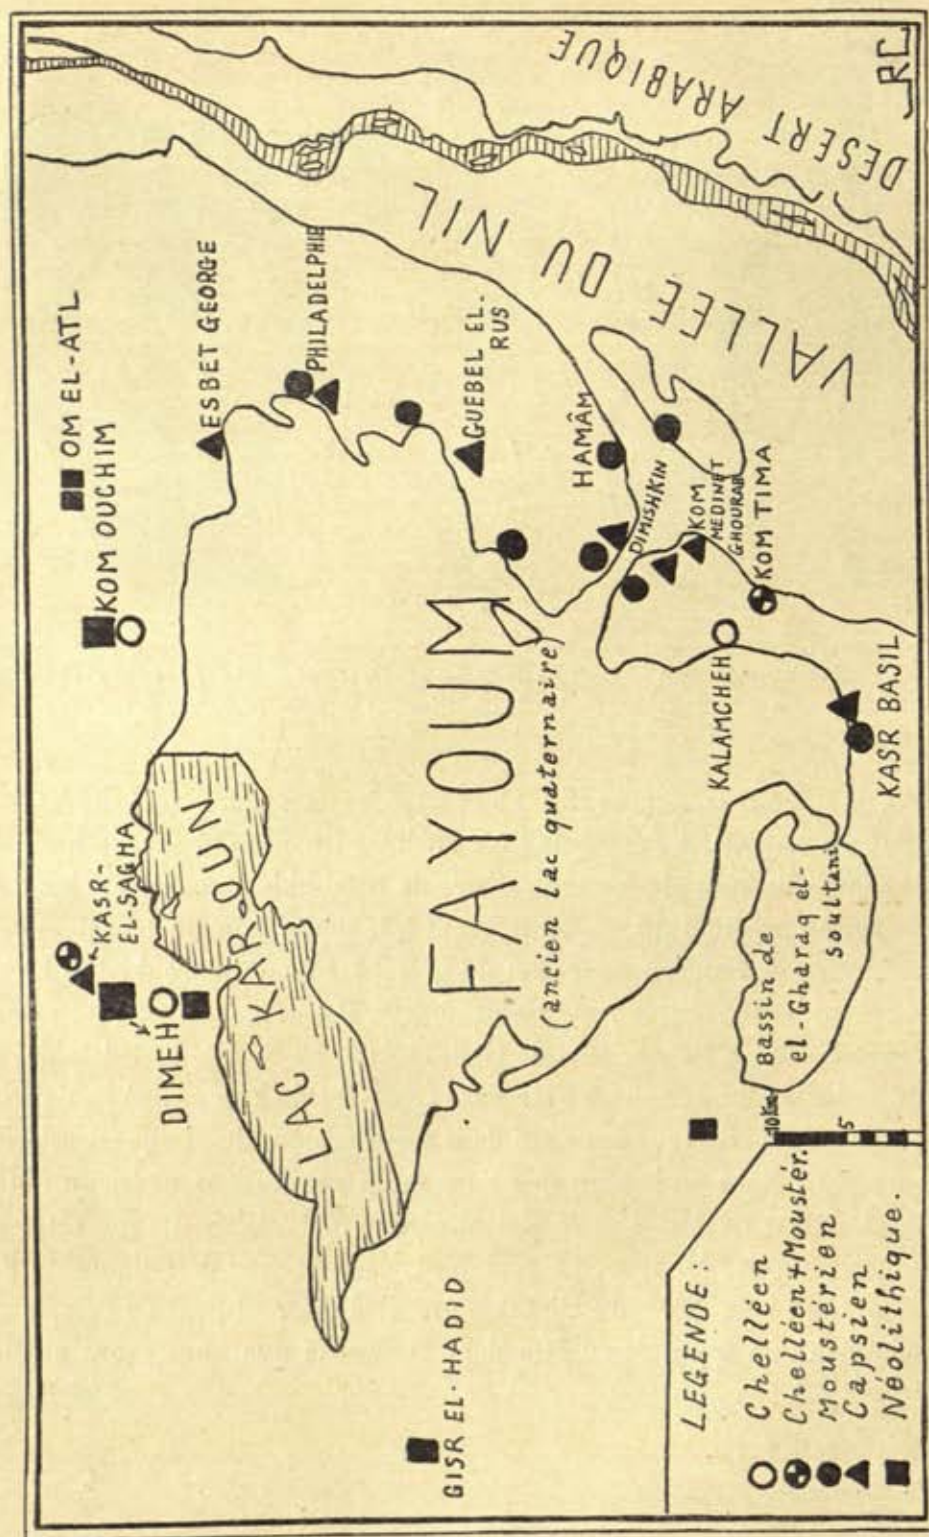 OM EL-ATL
KOM OUCHIM
KASR-
EL-SAGHA
DIMEH
ESBET GEORGE
PHILADELPHIE
LAC KAROUN
GISR EL-HADID
GUEBEL EL-
RUS
FAYOUM
(ancien lac quaternaire)
HAMÂM
DIMISHKIN
KOM
MEDINET
GHOURAB
KOM TIMA
KALAMCHEH
KASR BASIL
Bassin de
el-Gharaq el-
soultani
VALLEE DU NIL
DESERT ARABIQUE
RC
LEGENDE:
Chelléen
Chelléen+Moustér.
Moustérien
Capsien
Néolithique.
10Km.
5